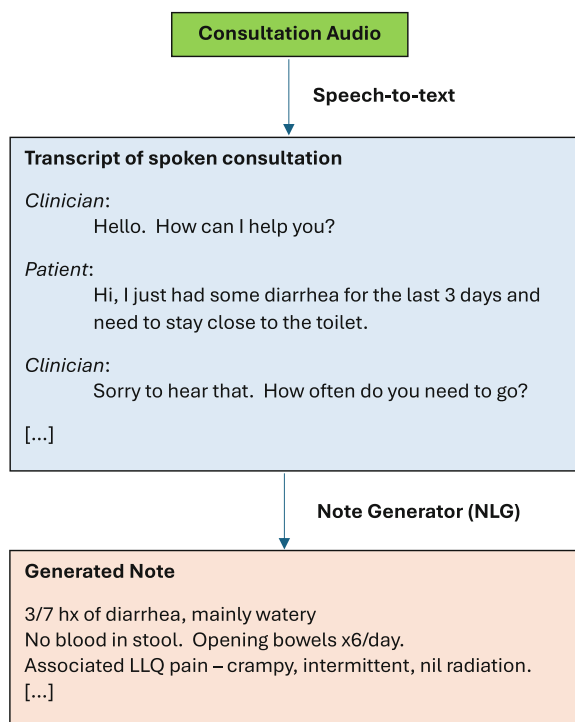 Consultation Audio
Speech-to-text
Transcript of spoken consultation
Clinician:
Hello.  How can I help you?
Patient:
Hi, I just had some diarrhea for the last 3 days and
need to stay close to the toilet.
Clinician:
Sorry to hear that.  How often do you need to go?
[...]
Note Generator (NLG)
Generated Note
3/7 hx of diarrhea, mainly watery
No blood in stool.  Opening bowels x6/day.
Associated LLQ pain – crampy, intermittent, nil radiation.
[...]